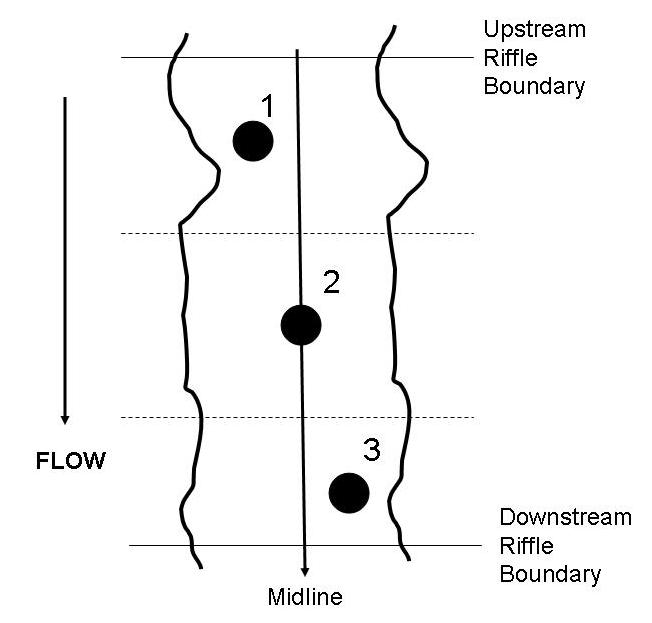 Upstream
Riffle
Boundary
1
2
FLOW
3
Downstream
Riffle
Boundary
Midline